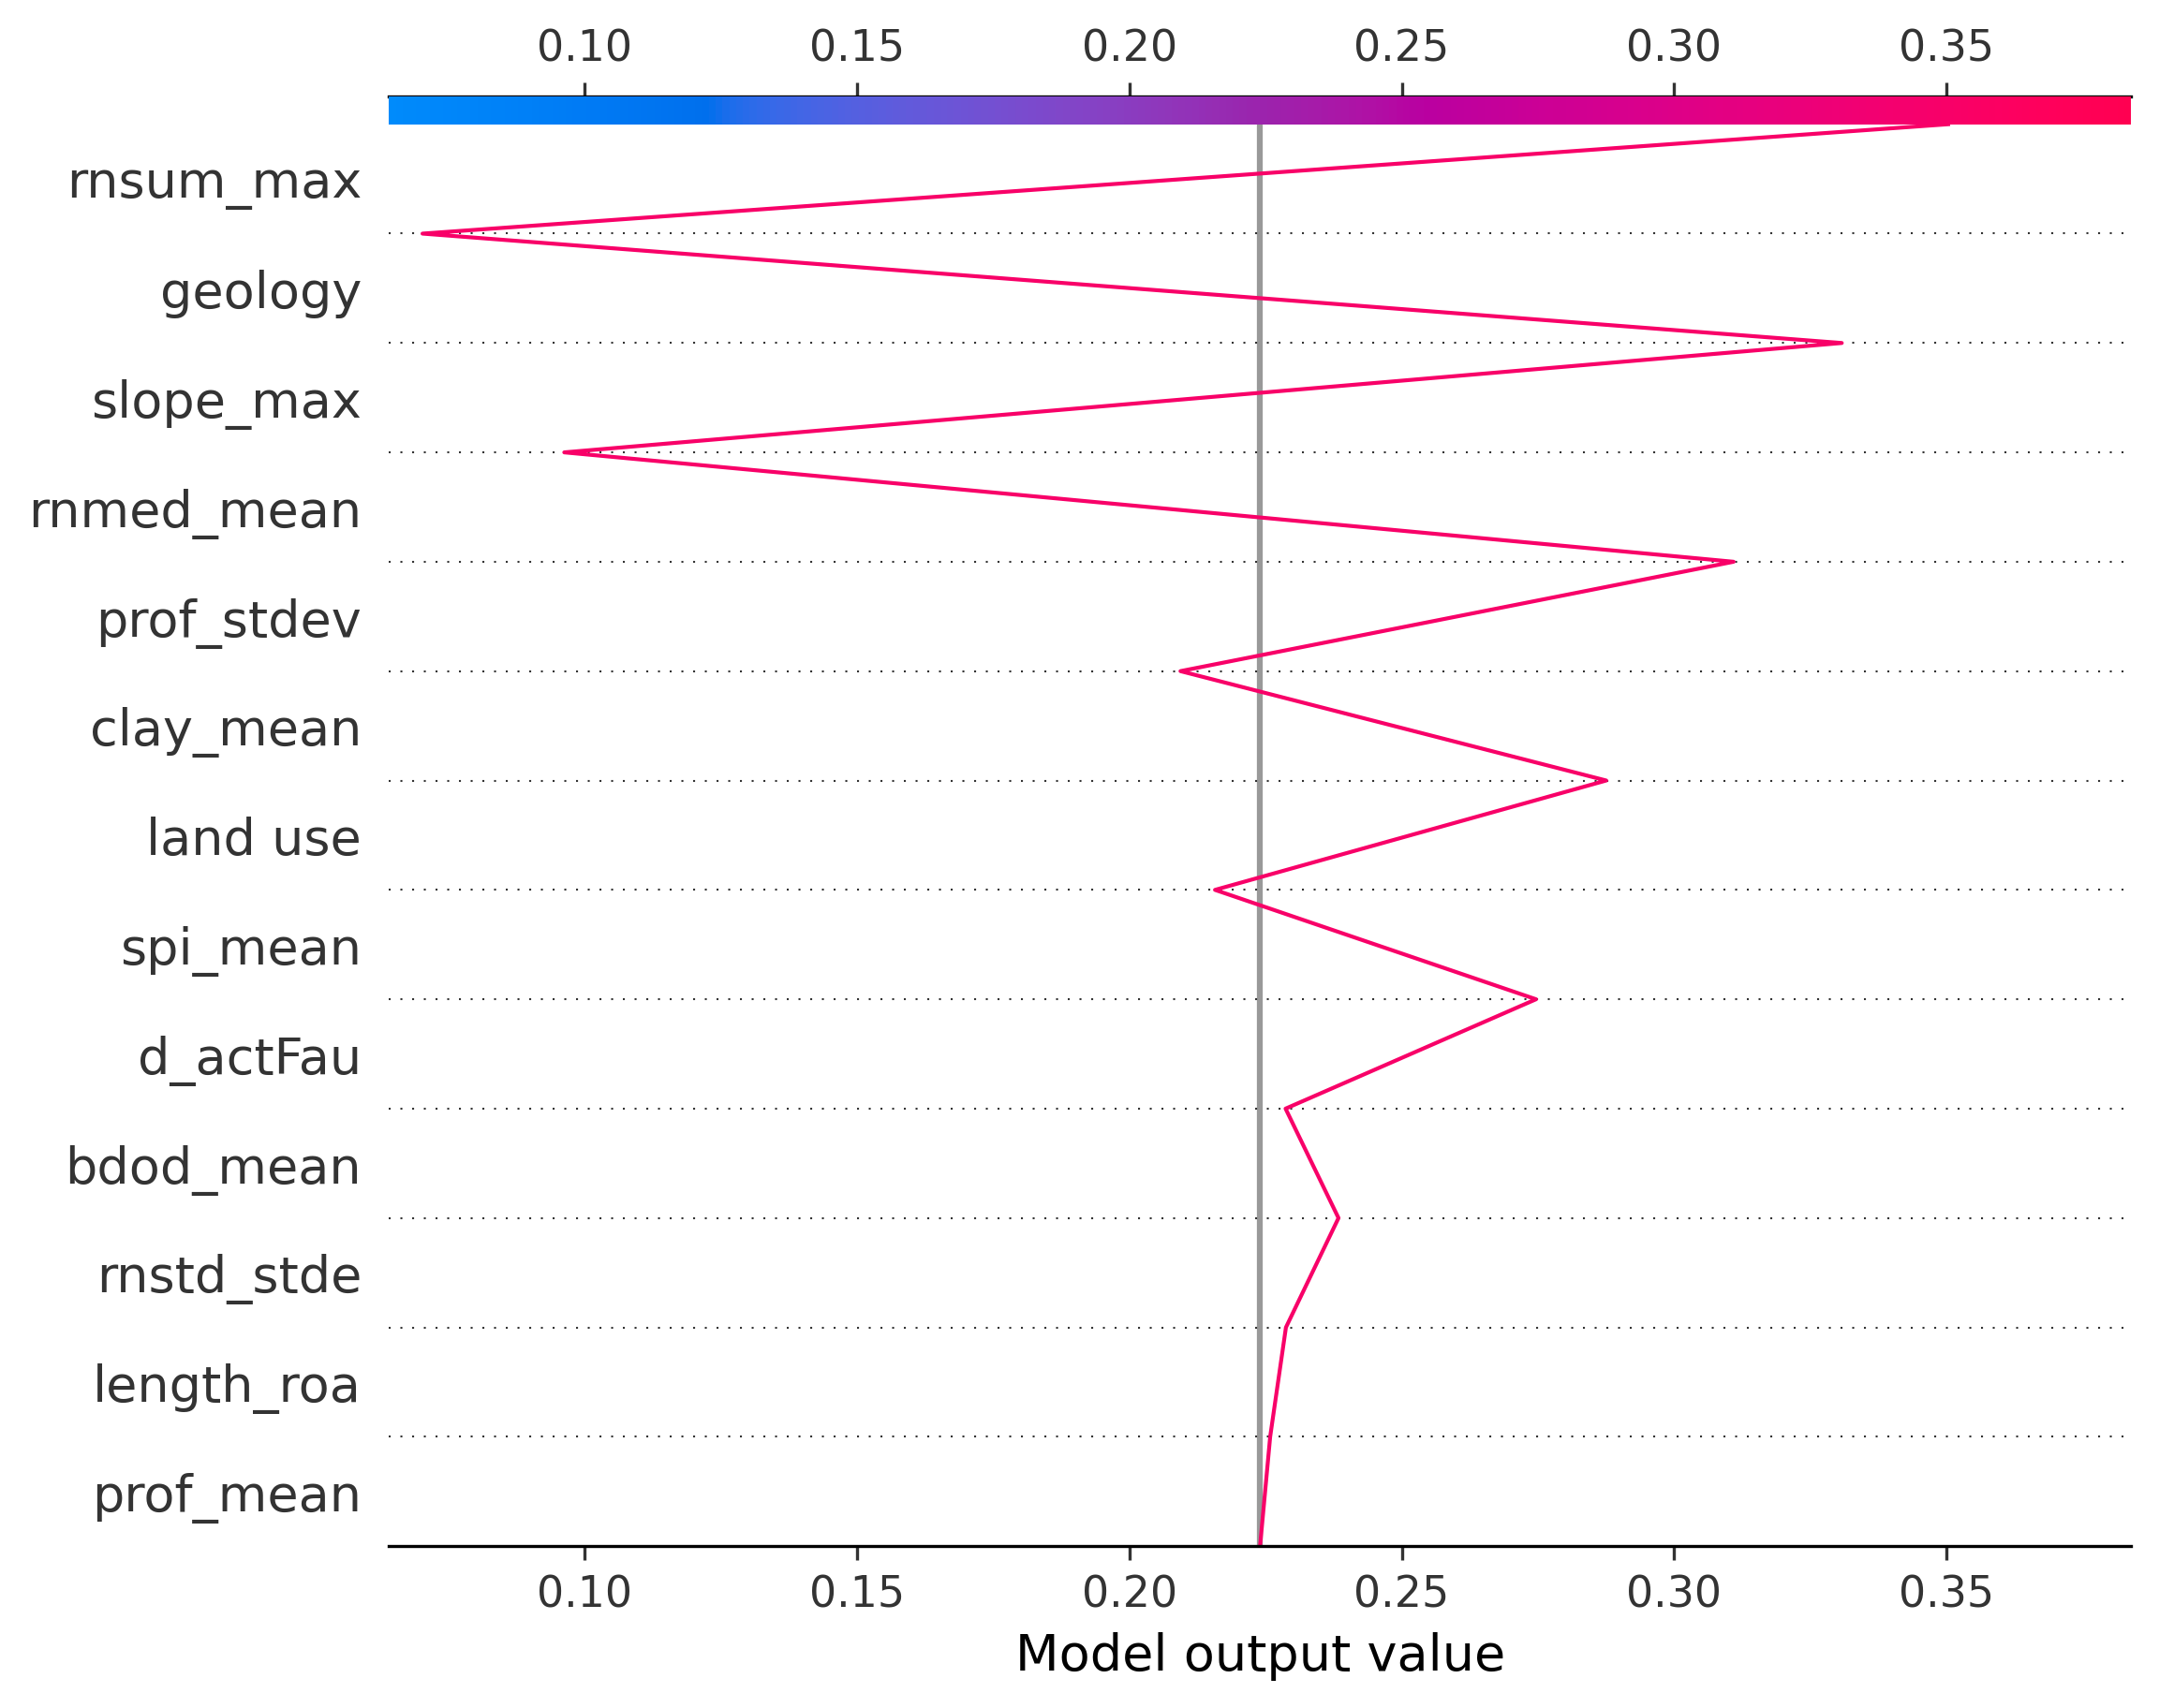 0.10 0.15 0.20 0.25 0.30 0.35
rnsum_max
geology
slope_max
rnmed_mean
prof_stdev
clay_mean
land use
spi_mean
d_actFau
bdod_mean
rnstd_stde
length_roa
prof_mean
0.10 0.15 0.20 0.25 0.30 0.35
Model output value